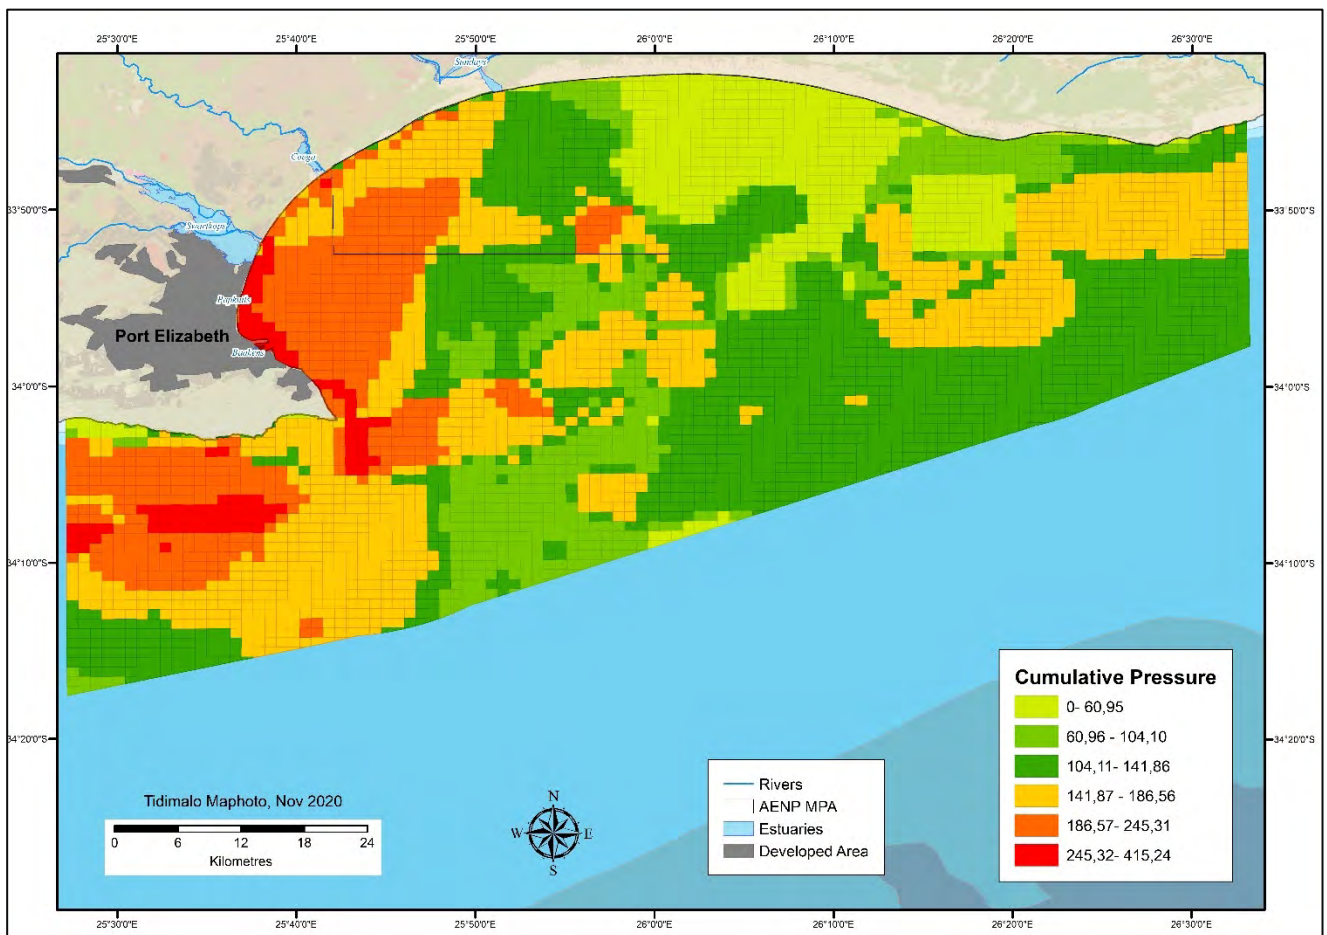 25°30'0"E 25°40'0"E 25°50'0"E 26°0'0"E 26°10'0"E 26°20'0"E 26°30'0"E
Sundays
Coega
33°50'0"S 33°50'0"S
Swartkops
Papkuils
Port Elizabeth
Baakens
34°0'0"S 34°0'0"S
34°10'0"S 34°10'0"S
Cumulative Pressure
0- 60,95
60,96 - 104,10
34°20'0"S 34°20'0"S
104,11- 141,86
141,87 - 186,56
186,57- 245,31
245,32- 415,24
Rivers
AENP MPA
Estuaries
Developed Area
Tidimalo Maphoto, Nov 2020
0 6 12 18 24
Kilometres
N
W E
S
25°30'0"E 25°40'0"E 25°50'0"E 26°0'0"E 26°10'0"E 26°20'0"E 26°30'0"E